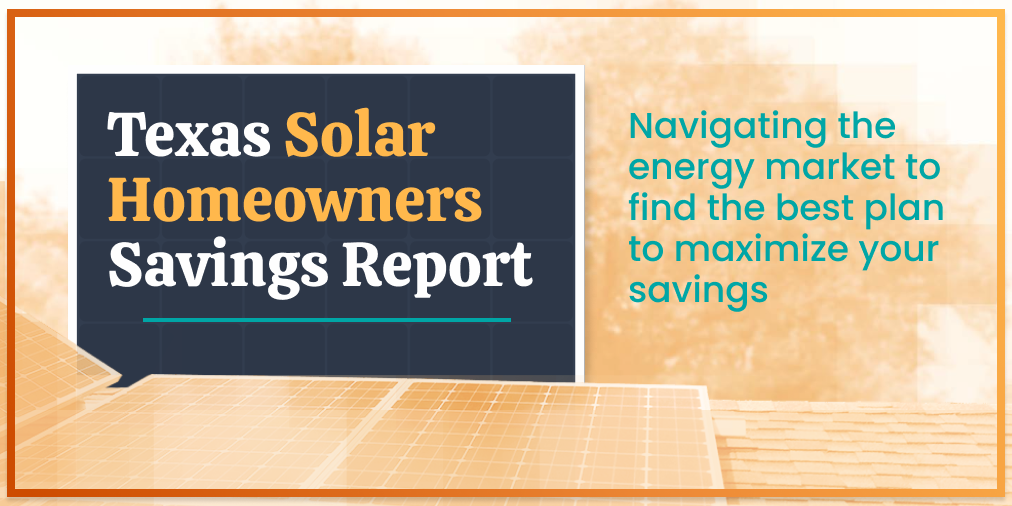 Texas Solar
Homeowners
Savings Report
Navigating the
energy market to
find the best plan
to maximize your
savings